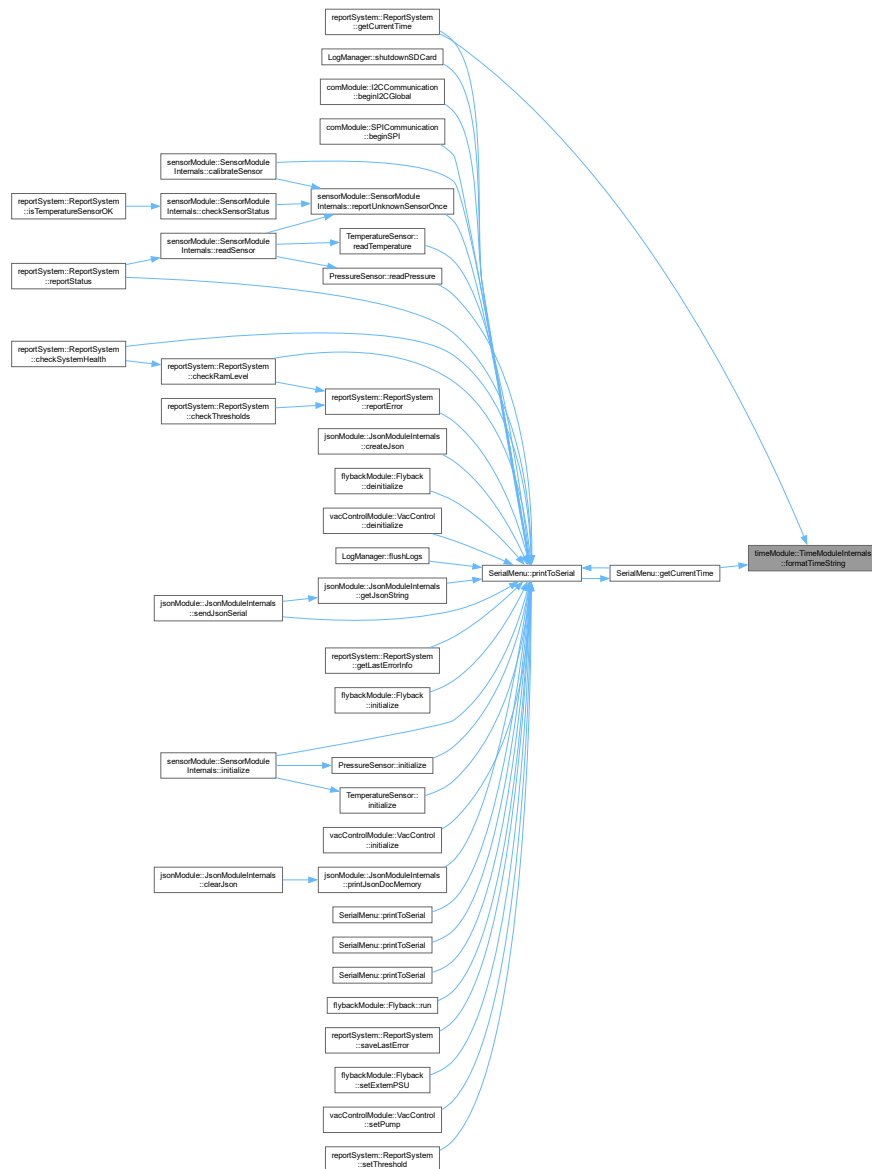 reportSystem::ReportSystem
::getCurrentTime
LogManager::shutdownSDCard
comModule::I2CCommunication
::beginI2CGlobal
comModule::SPICommunication
::beginSPI
sensorModule::SensorModule
Internals::calibrateSensor
reportSystem::ReportSystem
::isTemperatureSensorOK
sensorModule::SensorModule
Internals::checkSensorStatus
sensorModule::SensorModule
Internals::reportUnknownSensorOnce
sensorModule::SensorModule
Internals::readSensor
TemperatureSensor::
readTemperature
reportSystem::ReportSystem
::reportStatus
PressureSensor::readPressure
reportSystem::ReportSystem
::checkSystemHealth
reportSystem::ReportSystem
::checkRamLevel
reportSystem::ReportSystem
::reportError
reportSystem::ReportSystem
::checkThresholds
jsonModule::JsonModuleInternals
::createJson
flybackModule::Flyback
::deinitialize
vacControlModule::VacControl
::deinitialize
LogManager::flushLogs
SerialMenu::printToSerial
SerialMenu::getCurrentTime
timeModule::TimeModuleInternals
::formatTimeString
jsonModule::JsonModuleInternals
::getJsonString
jsonModule::JsonModuleInternals
::sendJsonSerial
reportSystem::ReportSystem
::getLastErrorInfo
flybackModule::Flyback
::initialize
sensorModule::SensorModule
Internals::initialize
PressureSensor::initialize
TemperatureSensor::
initialize
vacControlModule::VacControl
::initialize
jsonModule::JsonModuleInternals
::clearJson
jsonModule::JsonModuleInternals
::printJsonDocMemory
SerialMenu::printToSerial
SerialMenu::printToSerial
SerialMenu::printToSerial
flybackModule::Flyback::run
reportSystem::ReportSystem
::saveLastError
flybackModule::Flyback
::setExternPSU
vacControlModule::VacControl
::setPump
reportSystem::ReportSystem
::setThreshold